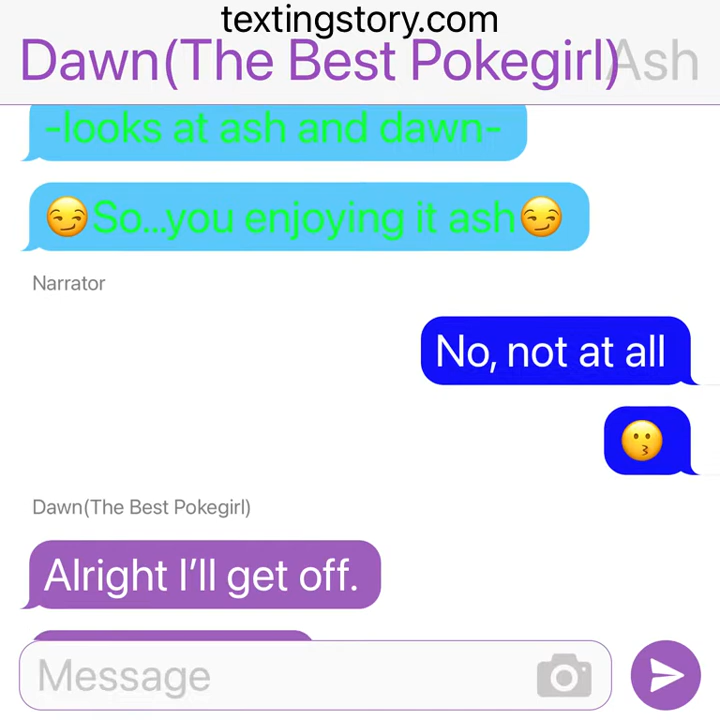 textingstory.com
Dawn(The Best Pokegirl)Ash
-looks at ash and dawn-
😏So...you enjoying it ash😏
Narrator
No, not at all
😗
Dawn(The Best Pokegirl)
Alright I’ll get off.
Message